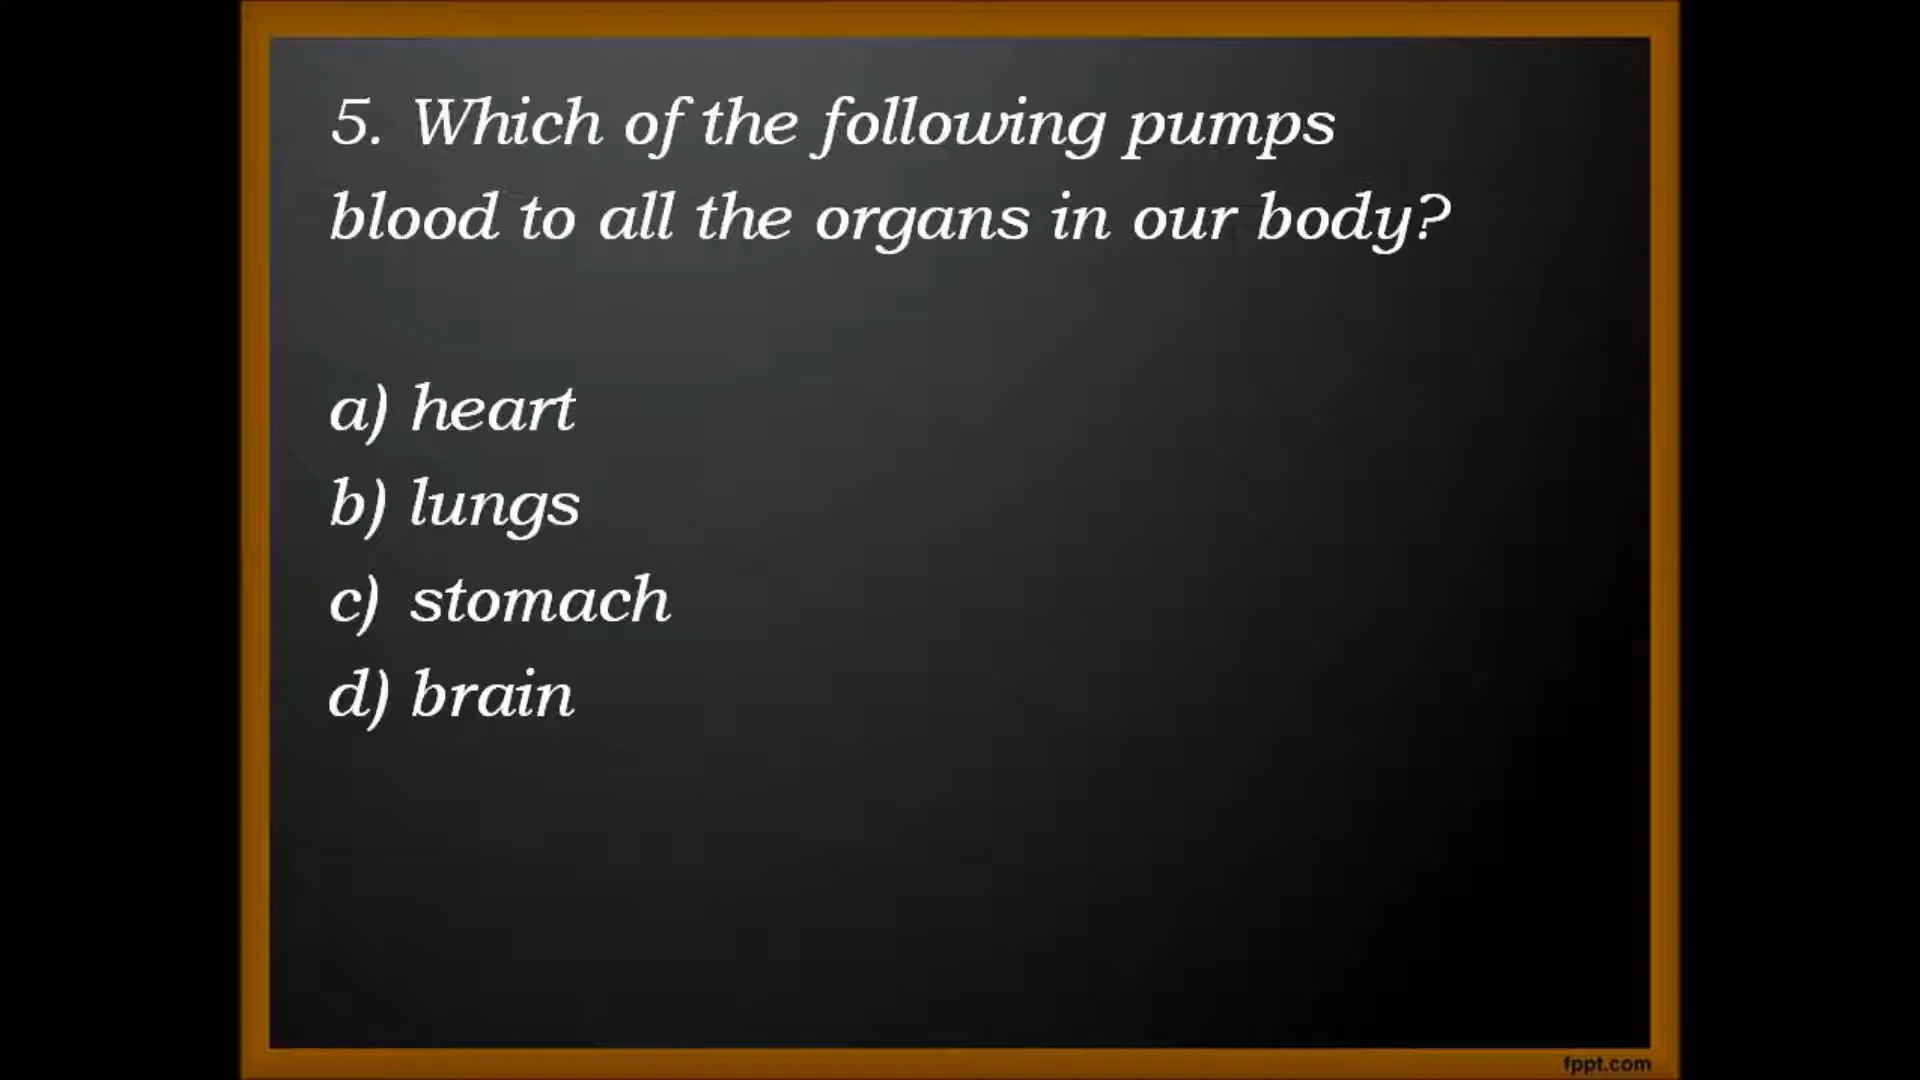 5. Which of the following pumps
blood to all the organs in our body?
a) heart
b) lungs
c) stomach
d) brain
fppt.com